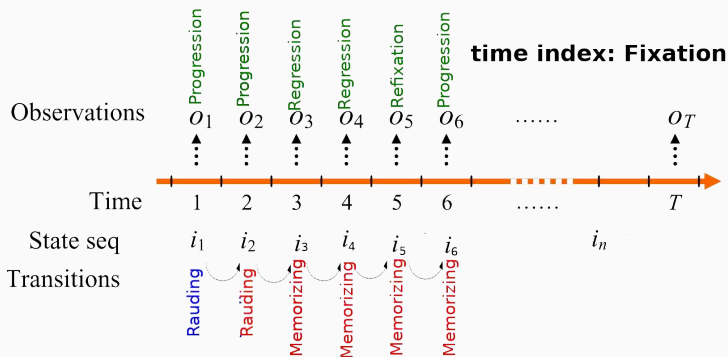 Progression Progression Regression Regression Refixation Progression
time index: Fixation
Observations o1 o2 o3 o4 o5 o6 ...... oT
Time 1 2 3 4 5 6 ...... T
State seq i1 i2 i3 i4 i5 i6 in
Transitions
Rauding Rauding Memorizing Memorizing Memorizing Memorizing